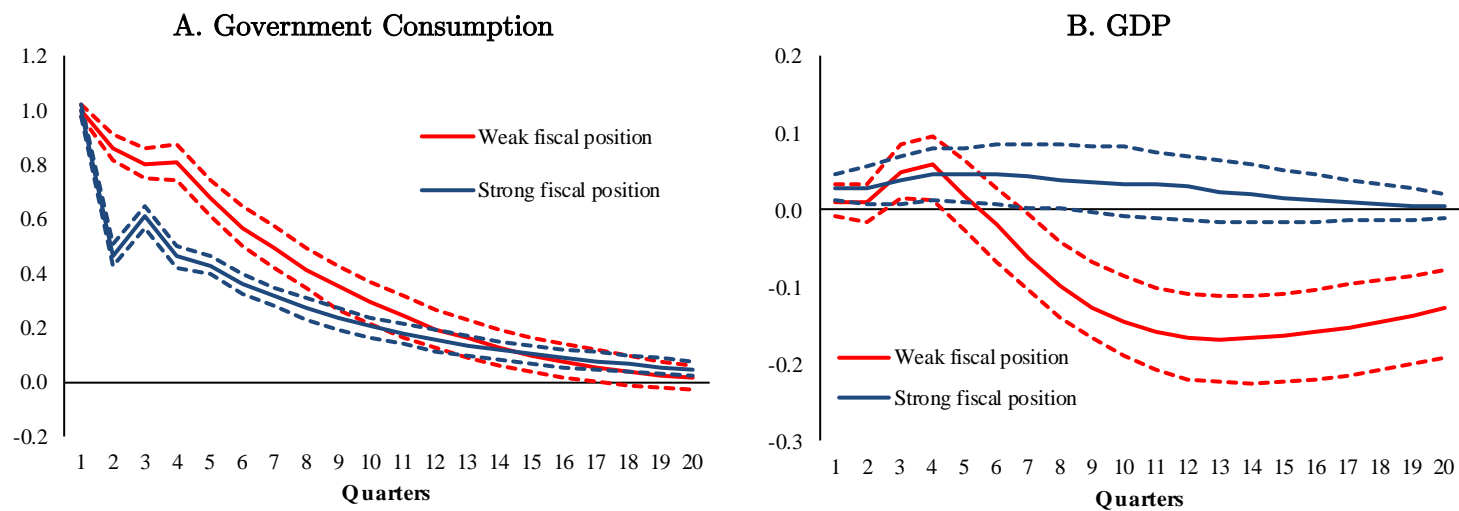 A. Government Consumption
1.2
1.0
0.8
0.6
0.4
0.2
0.0
-0.2
Weak fiscal position
Strong fiscal position
1 2 3 4 5 6 7 8 9 10 11 12 13 14 15 16 17 18 19 20
Quarters
B. GDP
0.2
0.1
0.0
-0.1
-0.2
-0.3
Weak fiscal position
Strong fiscal position
1 2 3 4 5 6 7 8 9 10 11 12 13 14 15 16 17 18 19 20
Quarters